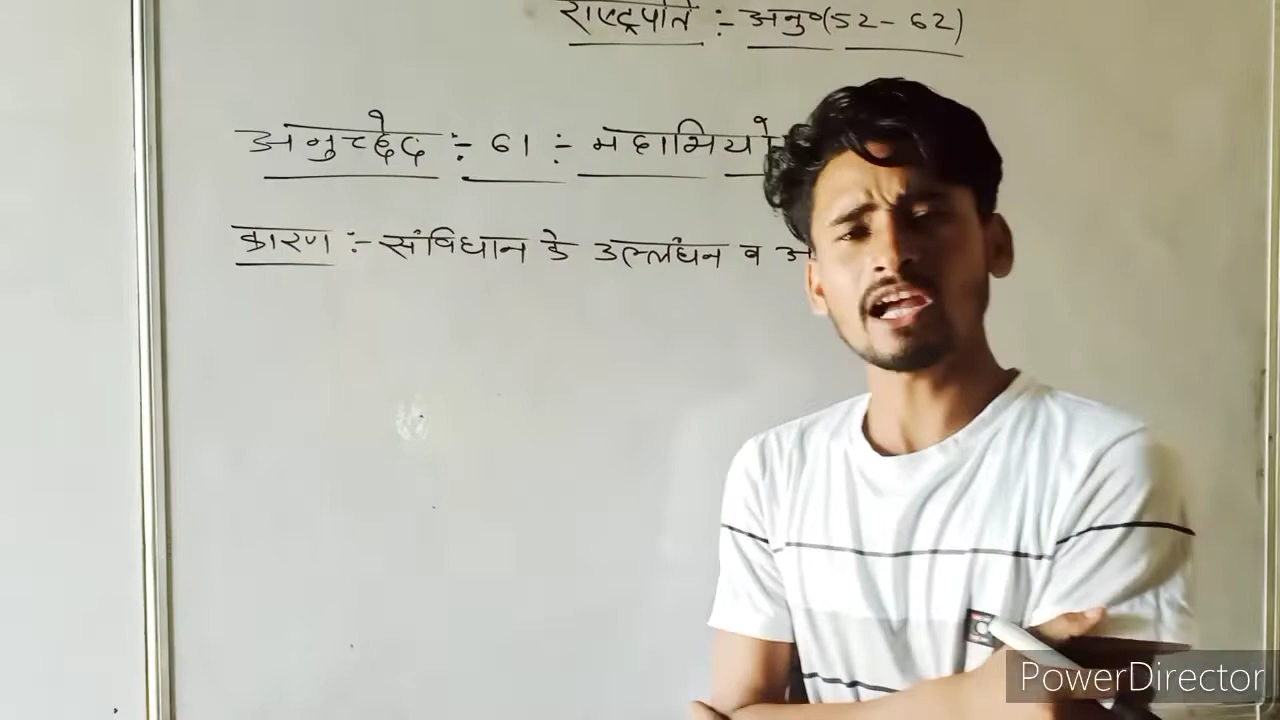 राष्ट्रपति :- अनु०(52- 62)
अनुच्छेद :- 61 :- महाभियो
कारण :- संविधान के उल्लंघन व अ
PowerDirector